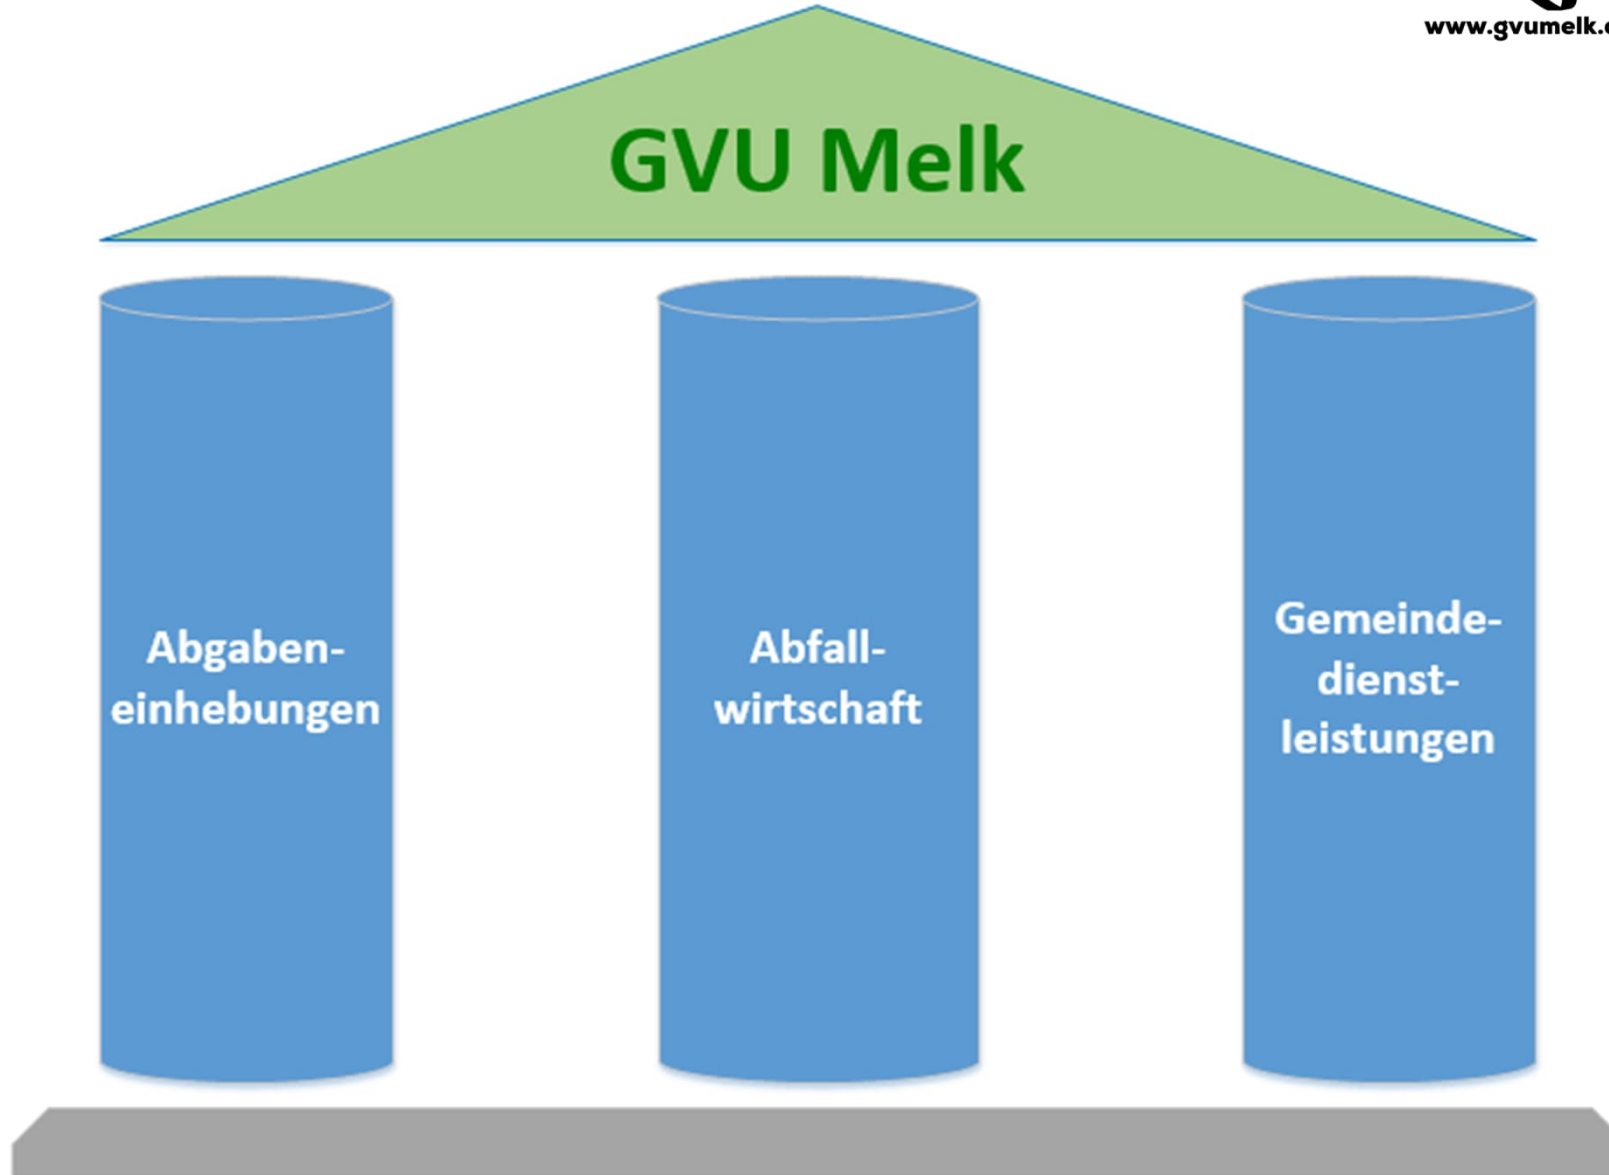 www.gvumelk.
GVU Melk
Abgaben-
einhebungen
Abfall-
wirtschaft
Gemeinde-
dienst-
leistungen